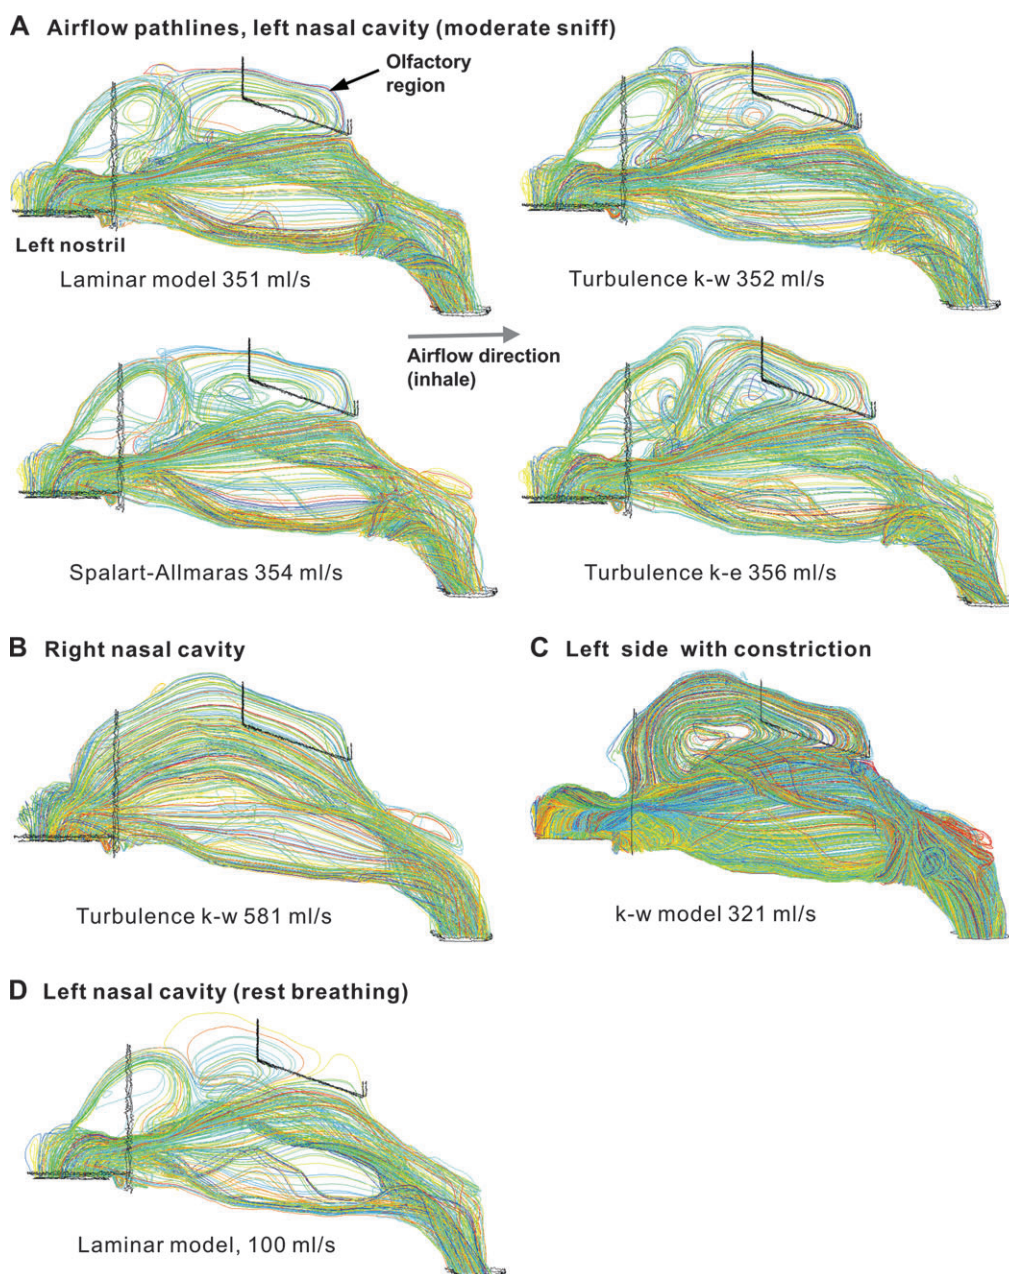 A Airflow pathlines, left nasal cavity (moderate sniff)
Olfactory
region
Left nostril
Laminar model 351 ml/s
Turbulence k-w 352 ml/s
Airflow direction
(inhale)
Spalart-Allmaras 354 ml/s
Turbulence k-e 356 ml/s
B Right nasal cavity
C Left side with constriction
Turbulence k-w 581 ml/s
k-w model 321 ml/s
D Left nasal cavity (rest breathing)
Laminar model, 100 ml/s